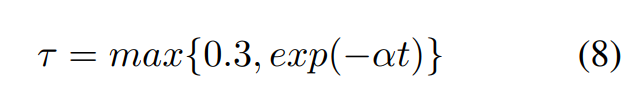 τ = max{0.3, exp(−αt)} (8)